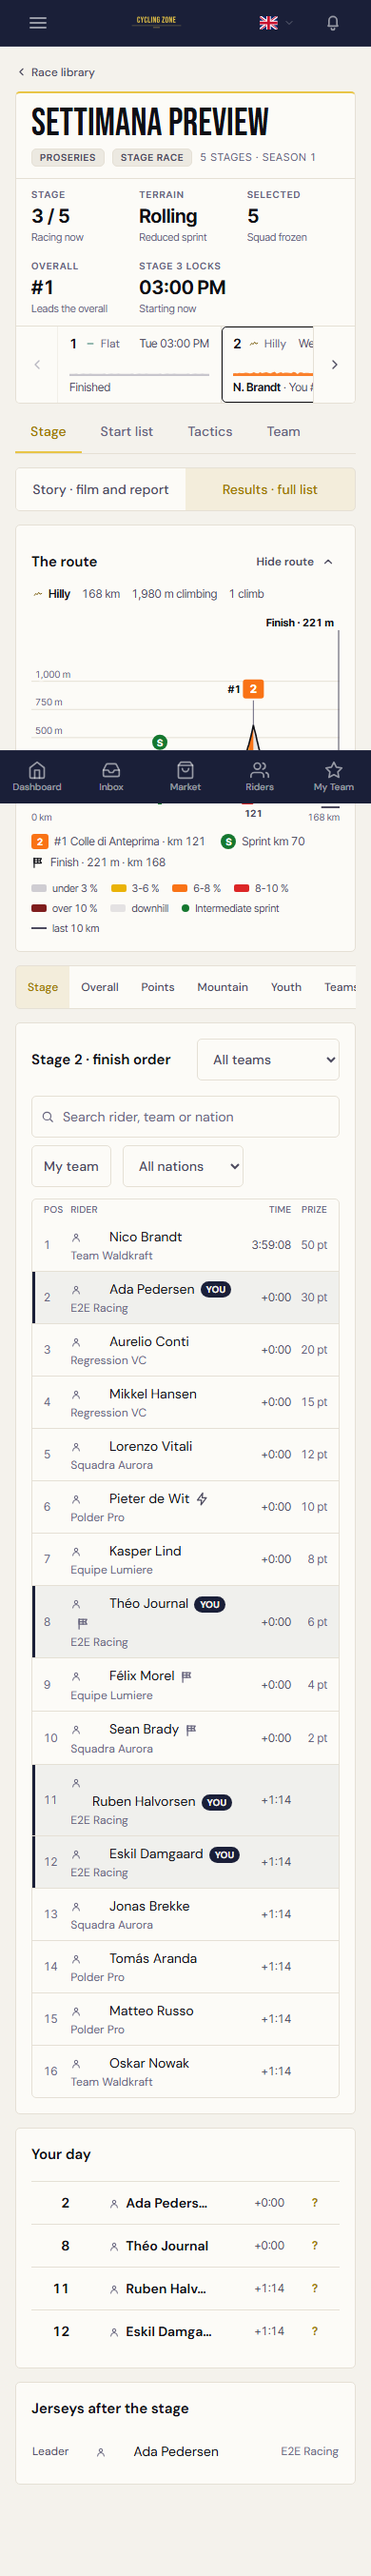 CYCLING ZONE
Race library
SETTIMANA PREVIEW
PROSERIES STAGE RACE 5 STAGES · SEASON 1
STAGE TERRAIN SELECTED
3 / 5 Rolling 5
Racing now Reduced sprint Squad frozen
OVERALL STAGE 3 LOCKS
#1 03:00 PM
Leads the overall Starting now
1 Flat Tue 03:00 PM 2 Hilly We
Finished N. Brandt · You #
Stage Start list Tactics Team
Story · film and report Results · full list
The route Hide route
Hilly 168 km 1,980 m climbing 1 climb
Finish · 221 m
1,000 m
#1 2
750 m
500 m
S
Dashboard Inbox Market Riders My Team
121
0 km 168 km
2 #1 Colle di Anteprima · km 121 S Sprint km 70
Finish · 221 m · km 168
under 3 % 3-6 % 6-8 % 8-10 %
over 10 % downhill Intermediate sprint
last 10 km
Stage Overall Points Mountain Youth Teams
Stage 2 · finish order All teams
Search rider, team or nation
My team All nations
POS RIDER TIME PRIZE
1 Nico Brandt 3:59:08 50 pt
Team Waldkraft
2 Ada Pedersen YOU +0:00 30 pt
E2E Racing
3 Aurelio Conti +0:00 20 pt
Regression VC
4 Mikkel Hansen +0:00 15 pt
Regression VC
5 Lorenzo Vitali +0:00 12 pt
Squadra Aurora
6 Pieter de Wit +0:00 10 pt
Polder Pro
7 Kasper Lind +0:00 8 pt
Equipe Lumiere
8 Théo Journal YOU +0:00 6 pt
E2E Racing
9 Félix Morel +0:00 4 pt
Equipe Lumiere
10 Sean Brady +0:00 2 pt
Squadra Aurora
11 Ruben Halvorsen YOU +1:14
E2E Racing
12 Eskil Damgaard YOU +1:14
E2E Racing
13 Jonas Brekke +1:14
Squadra Aurora
14 Tomás Aranda +1:14
Polder Pro
15 Matteo Russo +1:14
Polder Pro
16 Oskar Nowak +1:14
Team Waldkraft
Your day
2 Ada Peders... +0:00 ?
8 Théo Journal +0:00 ?
11 Ruben Halv... +1:14 ?
12 Eskil Damga... +1:14 ?
Jerseys after the stage
Leader Ada Pedersen E2E Racing